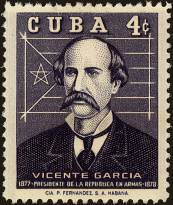 CUBA 4¢
VICENTE GARCIA
1877-PRESIDENTE DE LA REPUBLICA EN ARMAS-1878
CIA. P. FERNANDEZ, S. A. HABANA.